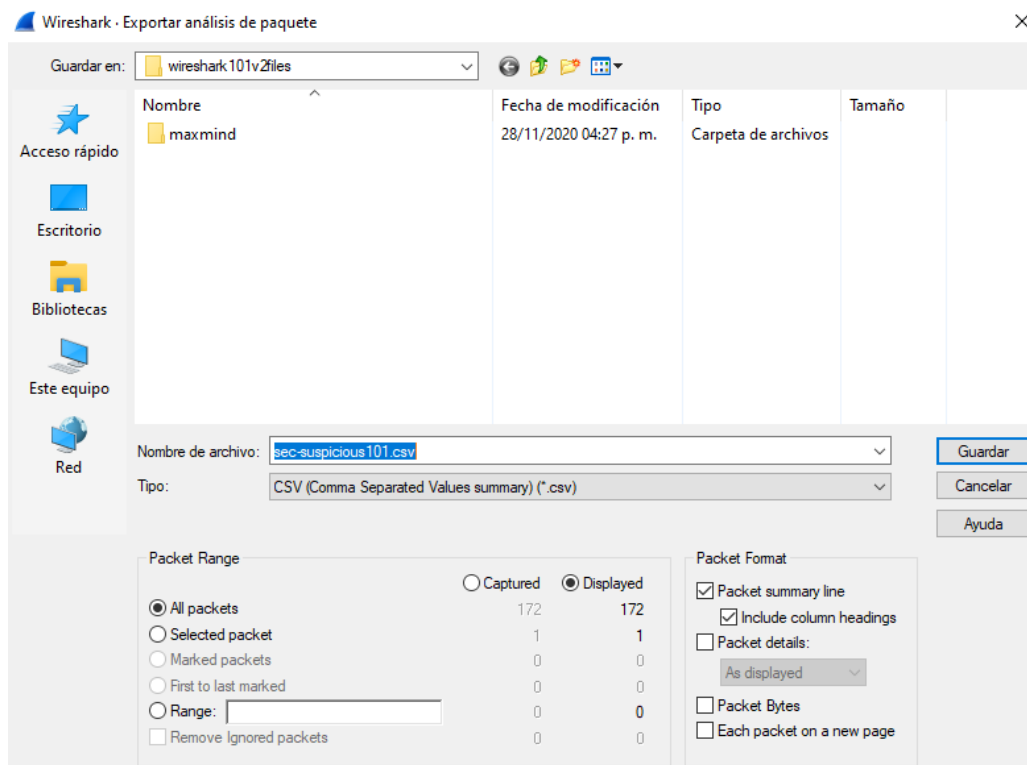 Wireshark · Exportar análisis de paquete
Guardar en: wireshark101v2files
Nombre Fecha de modificación Tipo Tamaño
maxmind 28/11/2020 04:27 p. m. Carpeta de archivos
Acceso rápido
Escritorio
Bibliotecas
Este equipo
Red
Nombre de archivo: sec-suspicious101.csv Guardar
Tipo: CSV (Comma Separated Values summary) (*.csv) Cancelar
Ayuda
Packet Range
Captured Displayed
All packets 172 172
Selected packet 1 1
Marked packets 0 0
First to last marked 0 0
Range: 0 0
Remove Ignored packets 0 0
Packet Format
Packet summary line
Include column headings
Packet details:
As displayed
Packet Bytes
Each packet on a new page